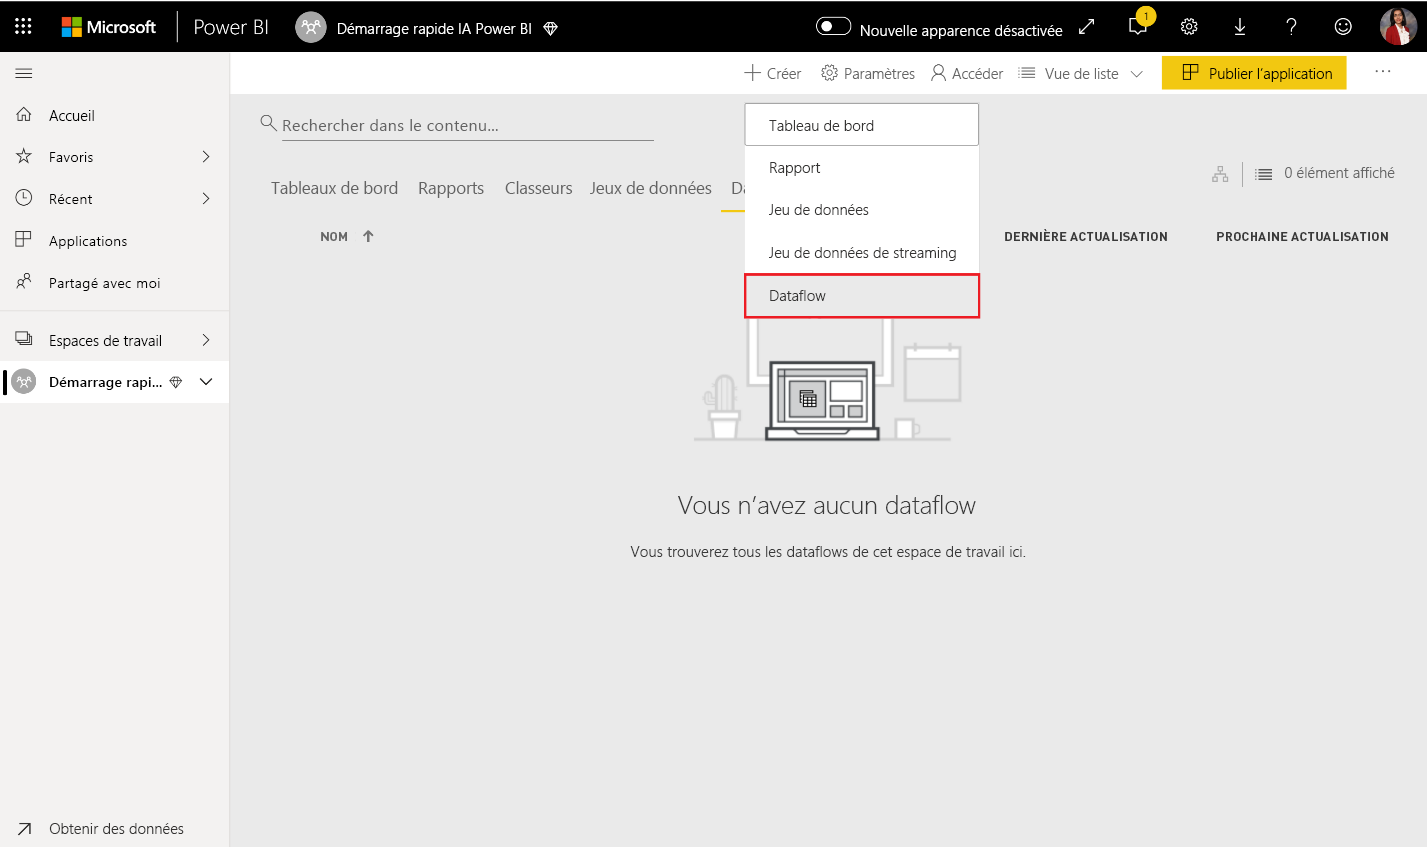 Microsoft Power BI Démarrage rapide IA Power BI Nouvelle apparence désactivée 1
Créer Paramètres Accéder Vue de liste Publier l'application ...
Accueil
Favoris
Récent
Applications
Partagé avec moi
Espaces de travail
Démarrage rapi...
Obtenir des données
Rechercher dans le contenu...
Tableau de bord
Rapport
Jeu de données
Jeu de données de streaming
Dataflow
0 élément affiché
Tableaux de bord Rapports Classeurs Jeux de données Da
NOM DERNIÈRE ACTUALISATION PROCHAINE ACTUALISATION
Vous n'avez aucun dataflow
Vous trouverez tous les dataflows de cet espace de travail ici.